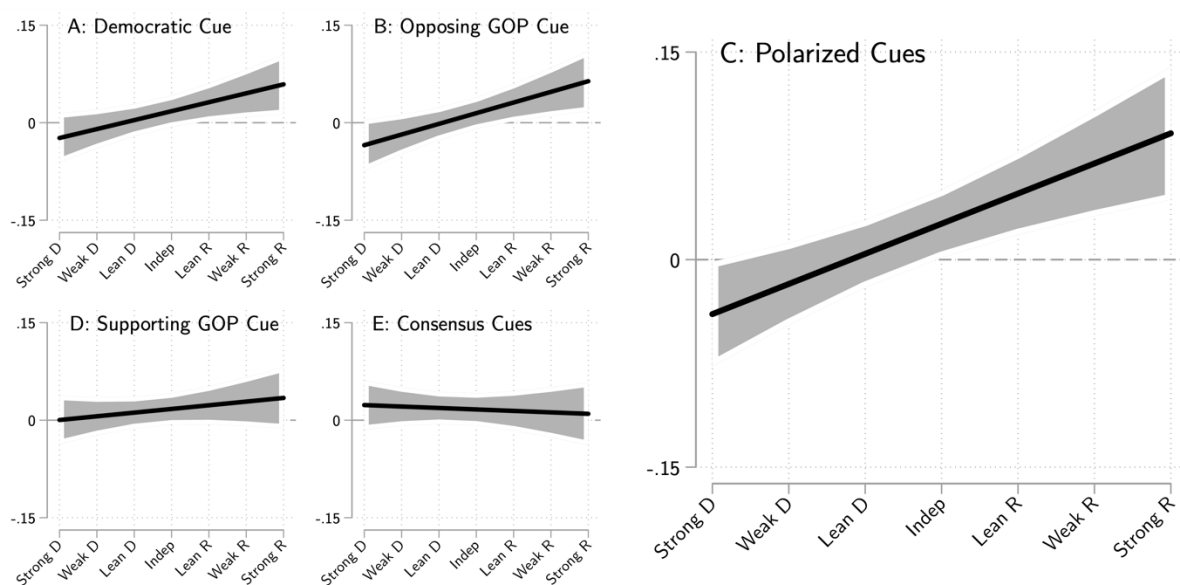 A: Democratic Cue
.15
0
-.15
Strong D
Weak D
Lean D
Indep
Lean R
Weak R
Strong R
B: Opposing GOP Cue
.15
0
-.15
Strong D
Weak D
Lean D
Indep
Lean R
Weak R
Strong R
C: Polarized Cues
.15
0
-.15
Strong D
Weak D
Lean D
Indep
Lean R
Weak R
Strong R
D: Supporting GOP Cue
.15
0
-.15
Strong D
Weak D
Lean D
Indep
Lean R
Weak R
Strong R
E: Consensus Cues
.15
0
-.15
Strong D
Weak D
Lean D
Indep
Lean R
Weak R
Strong R